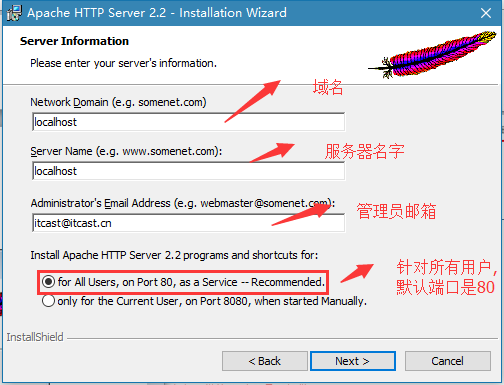 Apache HTTP Server 2.2 - Installation Wizard
Server Information
Please enter your server's information.
域名
Network Domain (e.g. somenet.com)
localhost
服务器名字
Server Name (e.g. www.somenet.com):
localhost
Administrator's Email Address (e.g. webmaster@somenet.com):
管理员邮箱
itcast@itcast.cn
Install Apache HTTP Server 2.2 programs and shortcuts for:
针对所有用户,
for All Users, on Port 80, as a Service -- Recommended.
默认端口是80
only for the Current User, on Port 8080, when started Manually.
InstallShield
< Back
Next >
Cancel